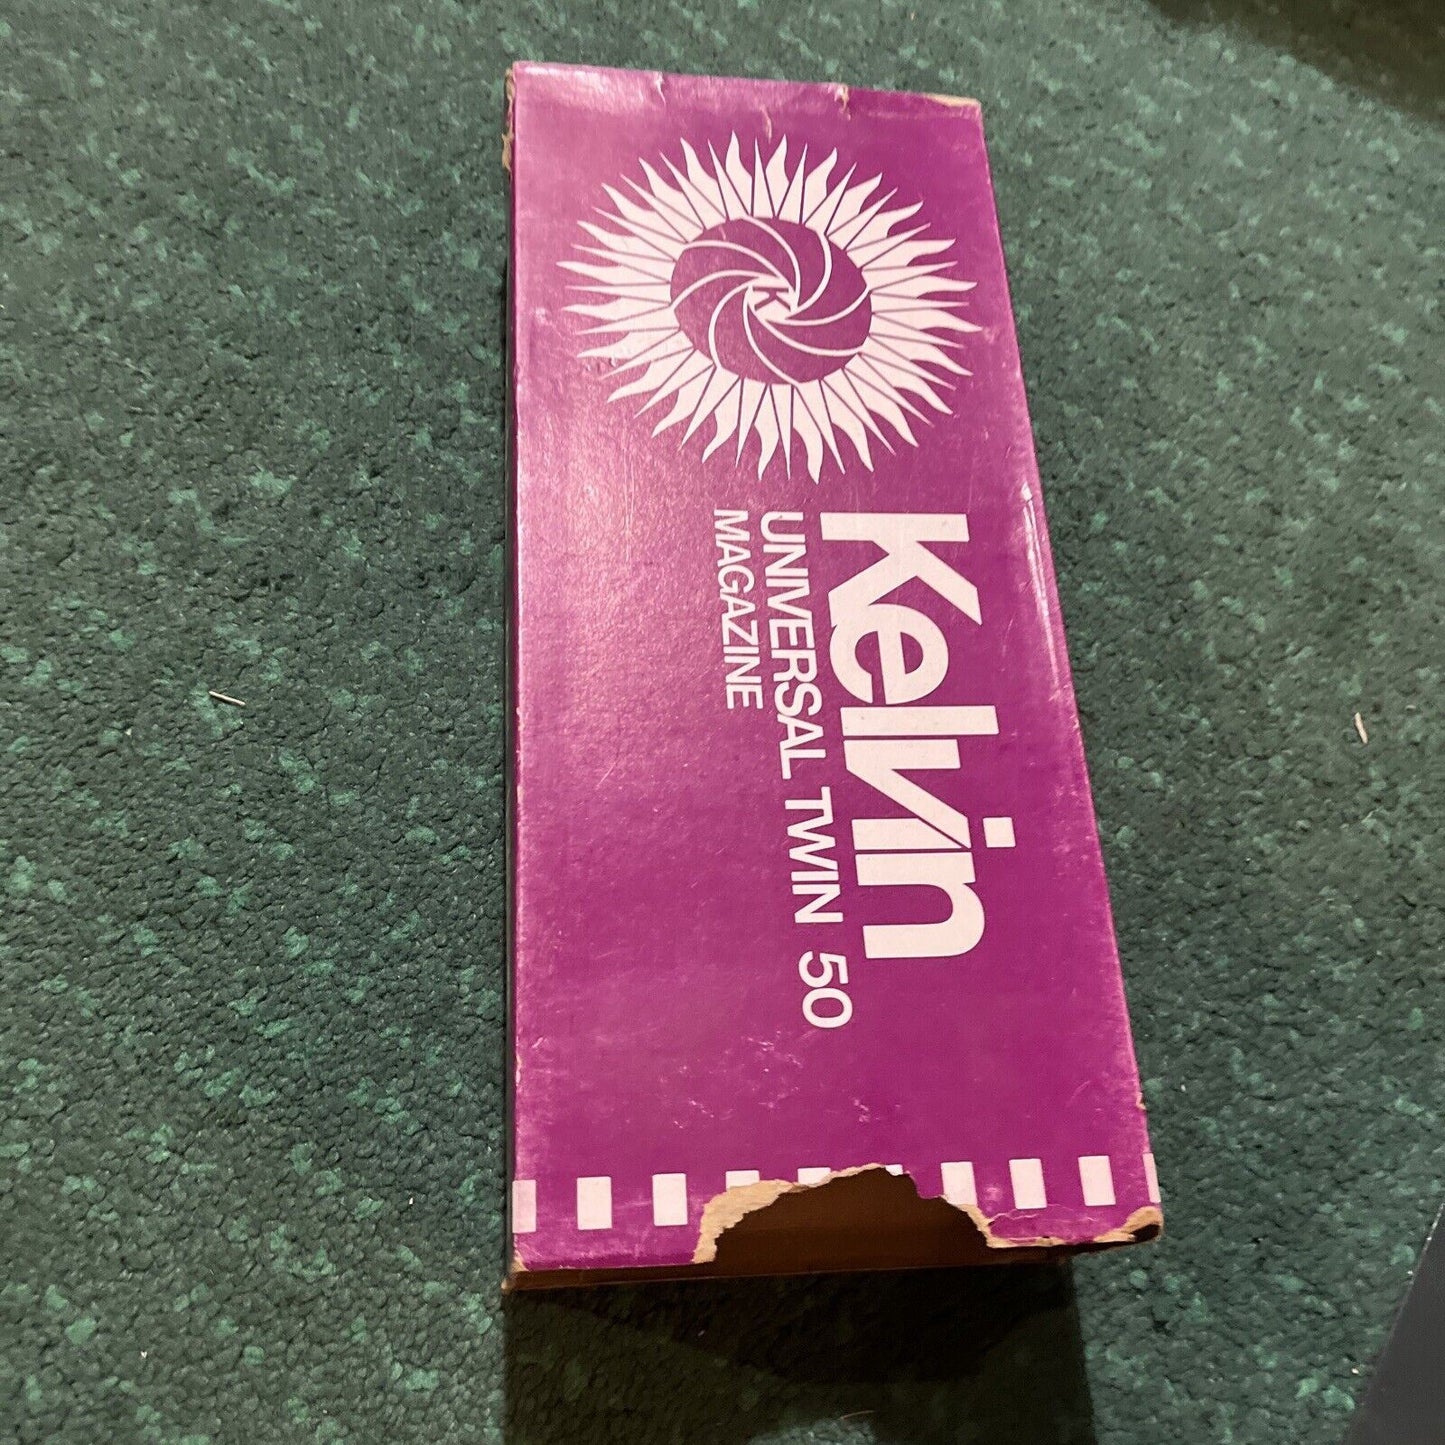 K
Kelvin
UNIVERSAL TWIN 50
MAGAZINE